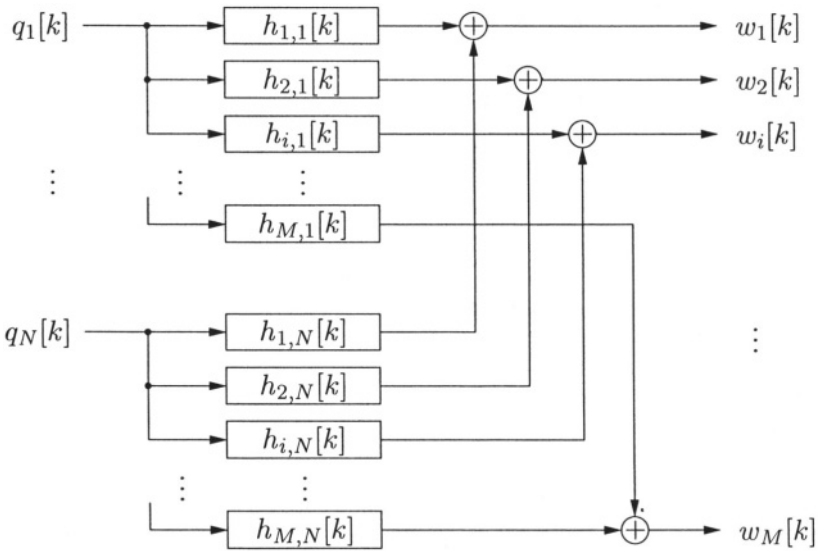 q_1[k] h_{1,1}[k] w_1[k]
h_{2,1}[k] w_2[k]
h_{i,1}[k] w_i[k]
⋮ ⋮ ⋮
h_{M,1}[k]
q_N[k] h_{1,N}[k] ⋮
h_{2,N}[k]
h_{i,N}[k]
⋮ ⋮
h_{M,N}[k] w_M[k]